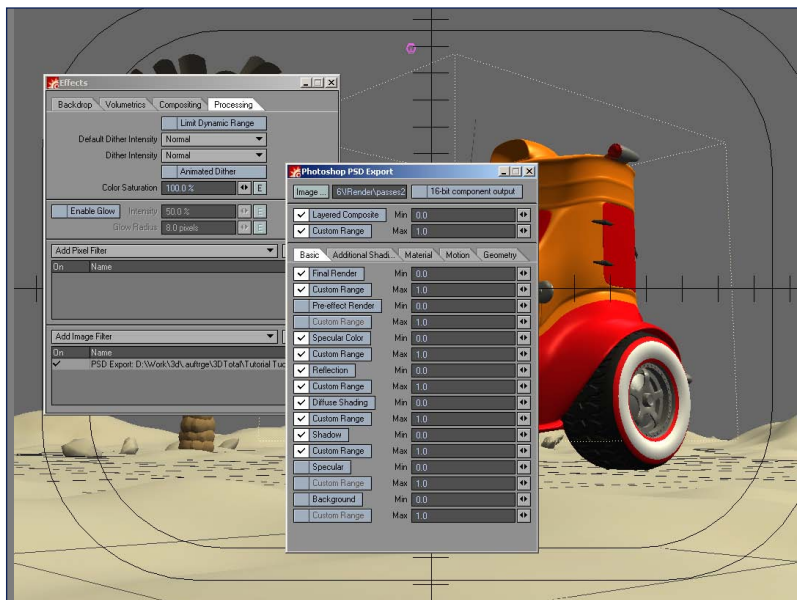 Effects
Backdrop Volumetrics Compositing Processing
Limit Dynamic Range
Default Dither Intensity Normal
Dither Intensity Normal
Animated Dither
Color Saturation 100.0 % E
Enable Glow Intensity 50.0 % E
Glow Radius 8.0 pixels E
Add Pixel Filter
On Name
Add Image Filter
On Name
PSD Export: D:\Work\3d\.auftrge\3DTotal\Tutorial
Photoshop PSD Export
Image ... 6\!Render\passes2 16-bit component output
Layered Composite Min 0.0
Custom Range Max 1.0
Basic Additional Shadi... Material Motion Geometry
Final Render Min 0.0
Custom Range Max 1.0
Pre-effect Render Min 0.0
Custom Range Max 1.0
Specular Color Min 0.0
Custom Range Max 1.0
Reflection Min 0.0
Custom Range Max 1.0
Diffuse Shading Min 0.0
Custom Range Max 1.0
Shadow Min 0.0
Custom Range Max 1.0
Specular Min 0.0
Custom Range Max 1.0
Background Min 0.0
Custom Range Max 1.0